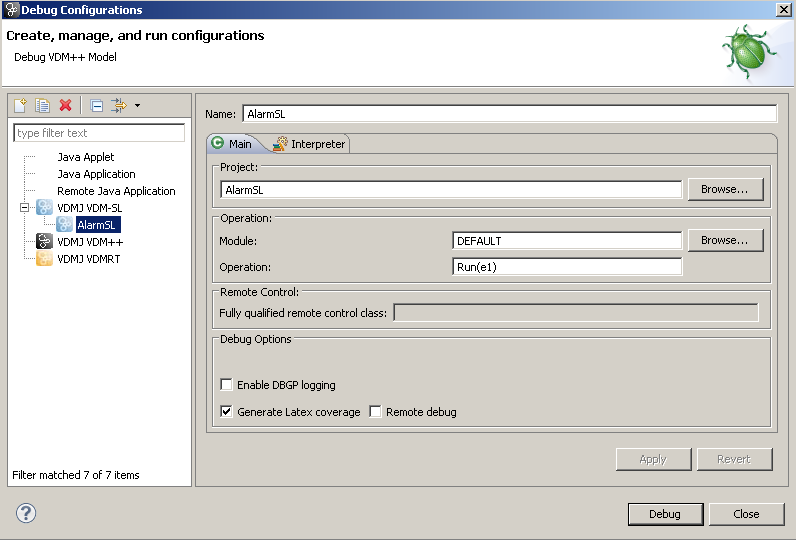 Debug Configurations
Create, manage, and run configurations
Debug VDM++ Model
type filter text
Java Applet
Java Application
Remote Java Application
VDMJ VDM-SL
AlarmSL
VDMJ VDM++
VDMJ VDMRT
Filter matched 7 of 7 items
Name: AlarmSL
Main Interpreter
Project:
AlarmSL Browse...
Operation:
Module: DEFAULT Browse...
Operation: Run(e1)
Remote Control:
Fully qualified remote control class:
Debug Options
Enable DBGP logging
Generate Latex coverage Remote debug
Apply Revert
? Debug Close